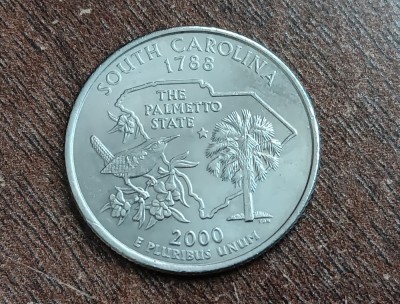 SOUTH CAROLINA
1788
THE
PALMETTO
STATE
2000
E PLURIBUS UNUM